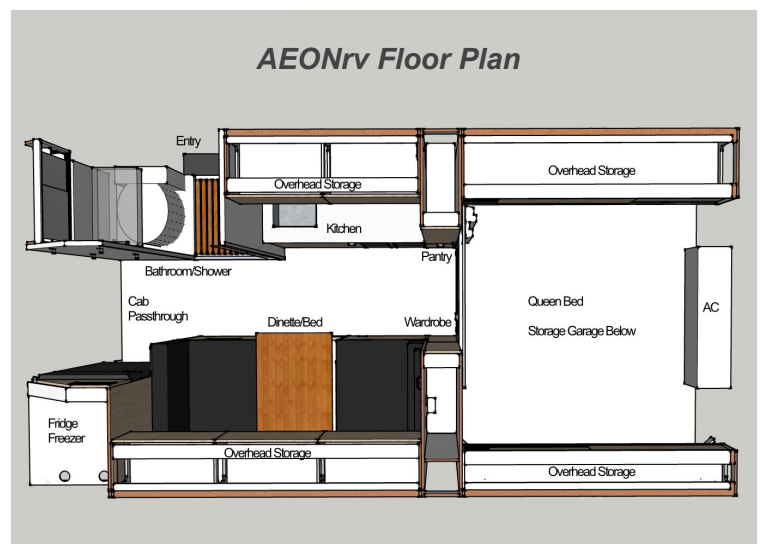 AEONrv Floor Plan
Entry
Overhead Storage
Overhead Storage
Kitchen
Pantry
Bathroom/Shower
Cab
Passthrough
Dinette/Bed
Wardrobe
Queen Bed
Storage Garage Below
AC
Fridge
Freezer
Overhead Storage
Overhead Storage